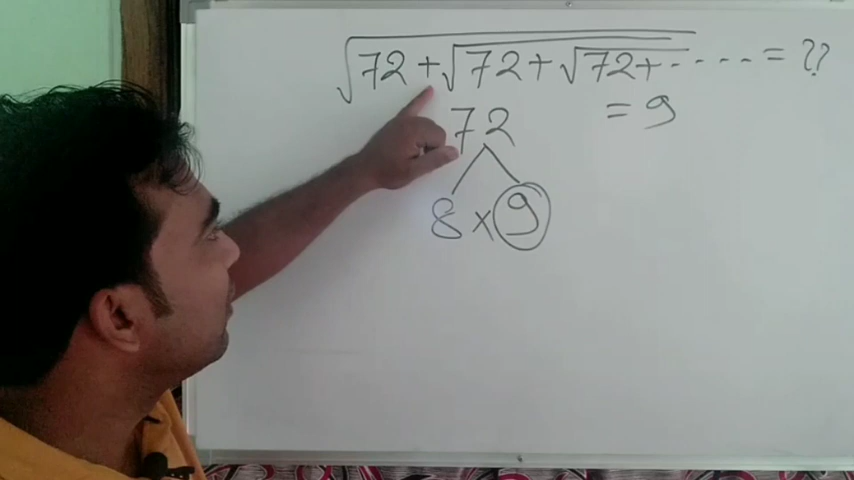 √72+√72+√72+····· = ??
72 = 9
8×9